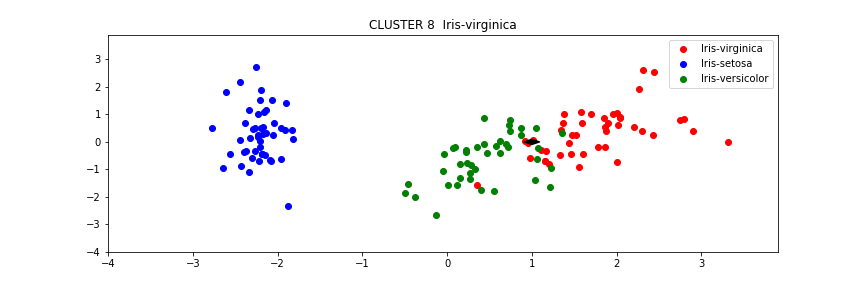 CLUSTER 8  Iris-virginica
Iris-virginica
Iris-setosa
Iris-versicolor
3
2
1
0
−1
−2
−3
−4
−4 −3 −2 −1 0 1 2 3